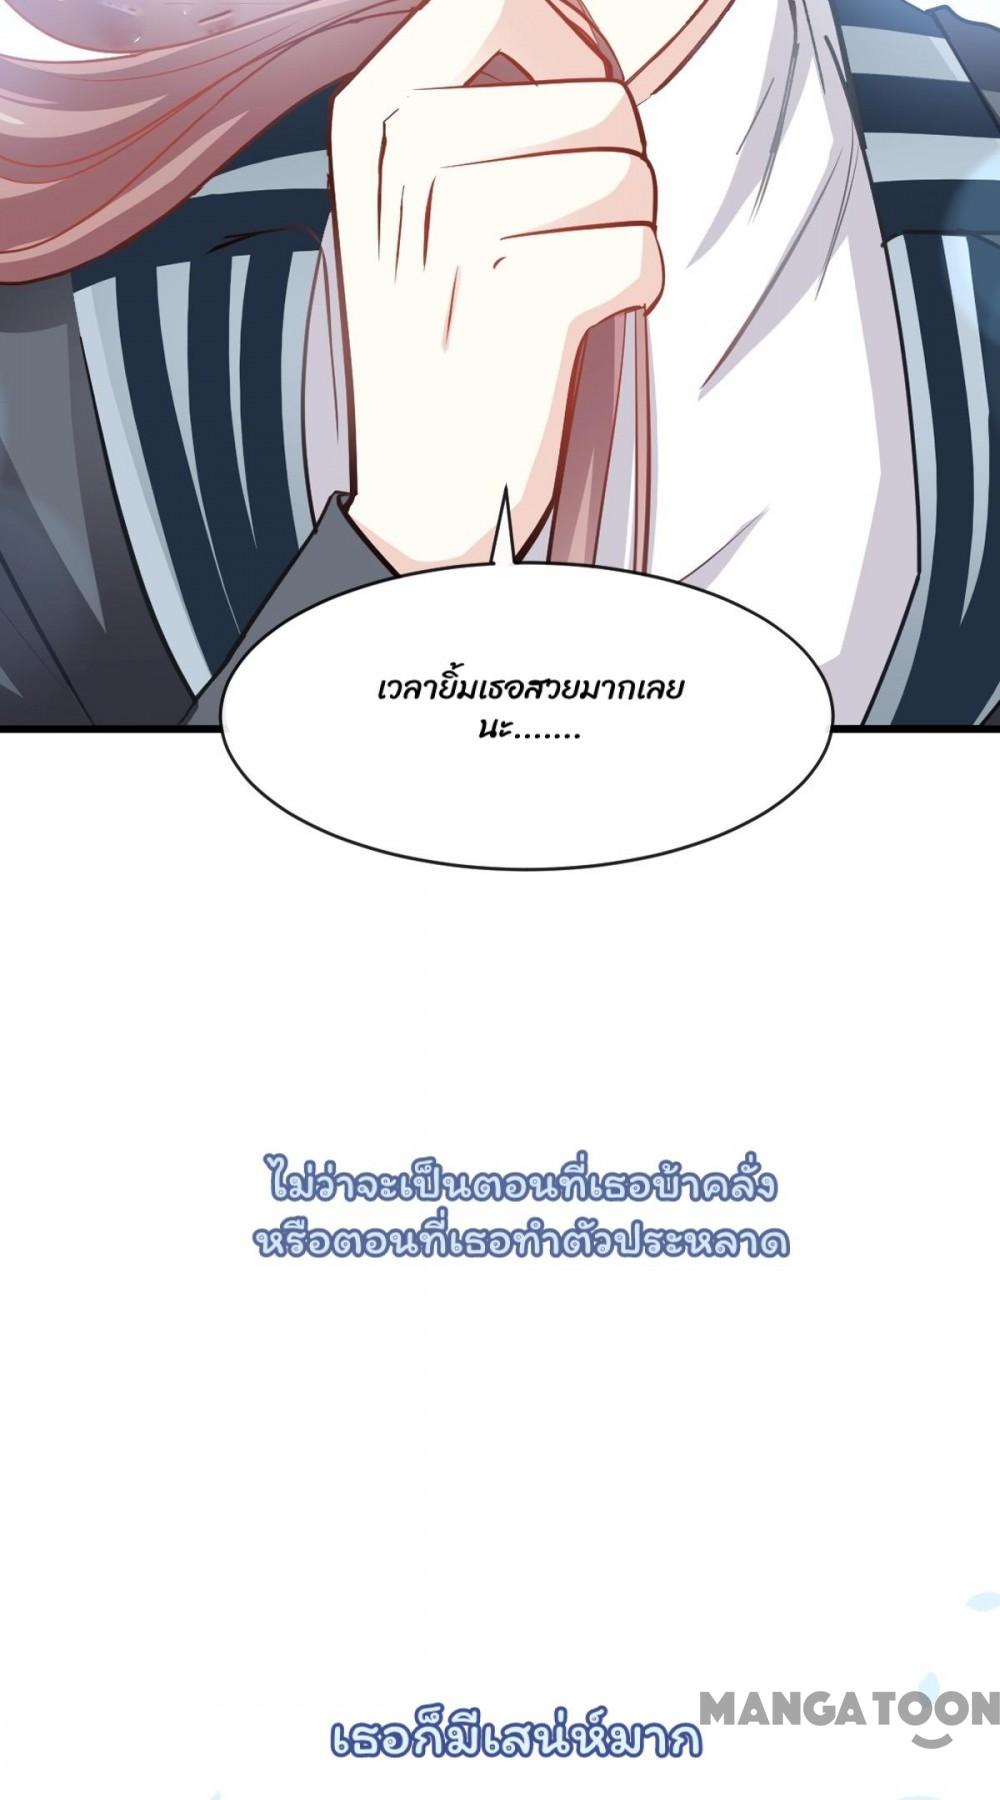 เวลายิ้มเธอสวยมากเลย
นะ.......
ไม่ว่าจะเป็นตอนที่เธอบ้าคลั่ง
หรือตอนที่เธอทำตัวประหลาด
MANGATOON
เธอก็มีเสน่ห์มาก